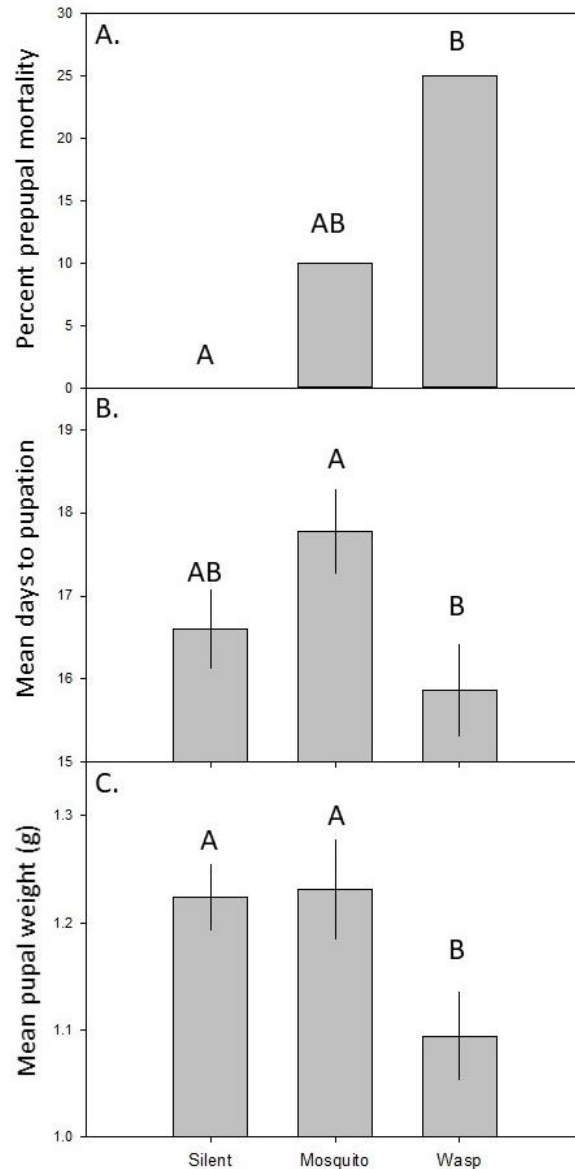 A.
Percent prepupal mortality
30
25
20
15
10
5
0
A
AB
B
B.
Mean days to pupation
19
18
17
16
15
AB
A
B
C.
Mean pupal weight (g)
1.3
1.2
1.1
1.0
A
A
B
Silent Mosquito Wasp